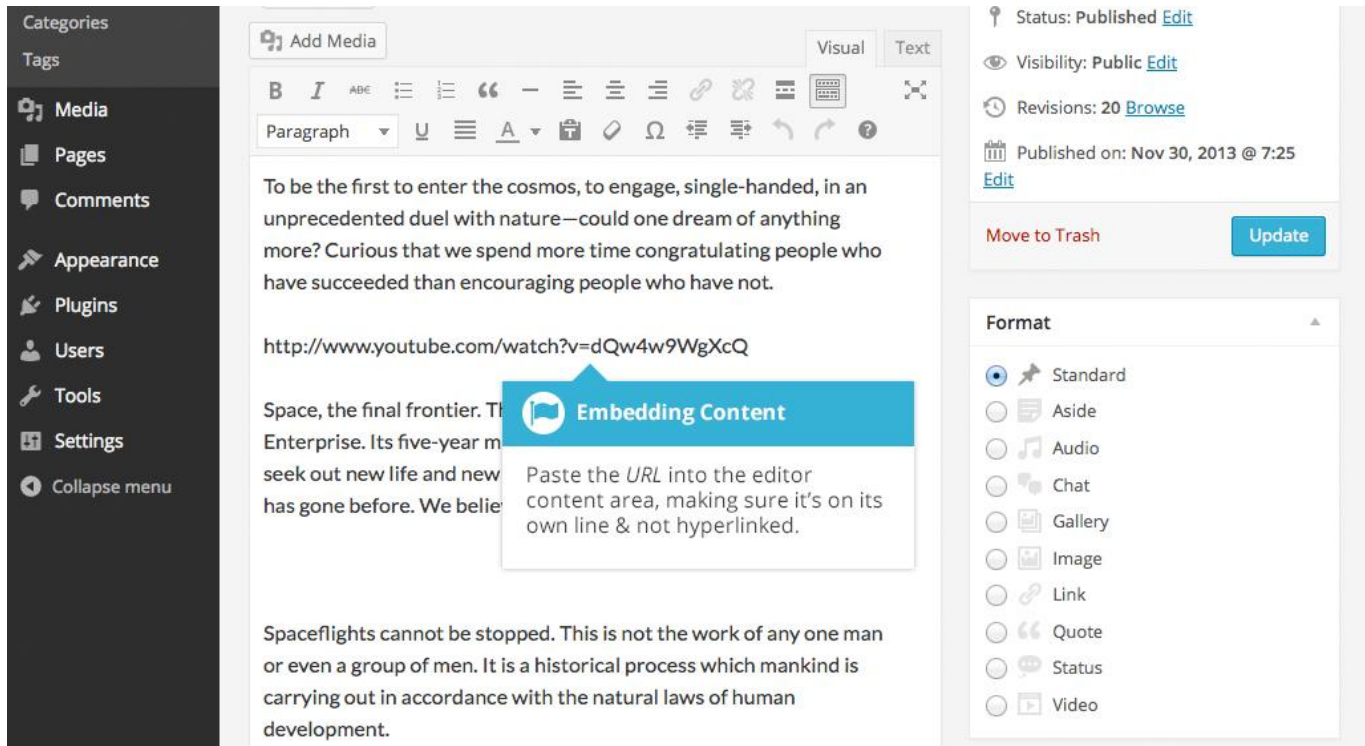 Categories
Tags
Media
Pages
Comments
Appearance
Plugins
Users
Tools
Settings
Collapse menu
Add Media
Visual
Text
B I ABE
Paragraph U A Ω
To be the first to enter the cosmos, to engage, single-handed, in an
unprecedented duel with nature—could one dream of anything
more? Curious that we spend more time congratulating people who
have succeeded than encouraging people who have not.
http://www.youtube.com/watch?v=dQw4w9WgXcQ
Space, the final frontier.
Enterprise. Its five-year
seek out new life and new
has gone before. We
Embedding Content
Paste the URL into the editor
content area, making sure it's on its
own line & not hyperlinked.
Spaceflights cannot be stopped. This is not the work of any one man
or even a group of men. It is a historical process which mankind is
carrying out in accordance with the natural laws of human
development.
Status: Published Edit
Visibility: Public Edit
Revisions: 20 Browse
Published on: Nov 30, 2013 @ 7:25
Edit
Move to Trash
Update
Format
Standard
Aside
Audio
Chat
Gallery
Image
Link
Quote
Status
Video